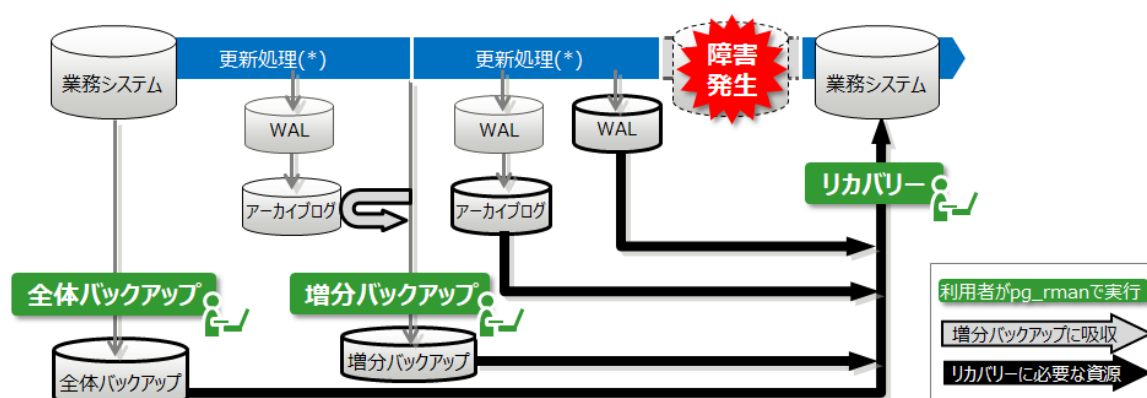 業務システム
更新処理(*)
更新処理(*)
障害
発生
業務システム
WAL
WAL
WAL
アーカイブログ
アーカイブログ
リカバリー
全体バックアップ
増分バックアップ
増分バックアップ
全体バックアップ
利用者がpg_rmanで実行
増分バックアップに吸収
リカバリーに必要な資源